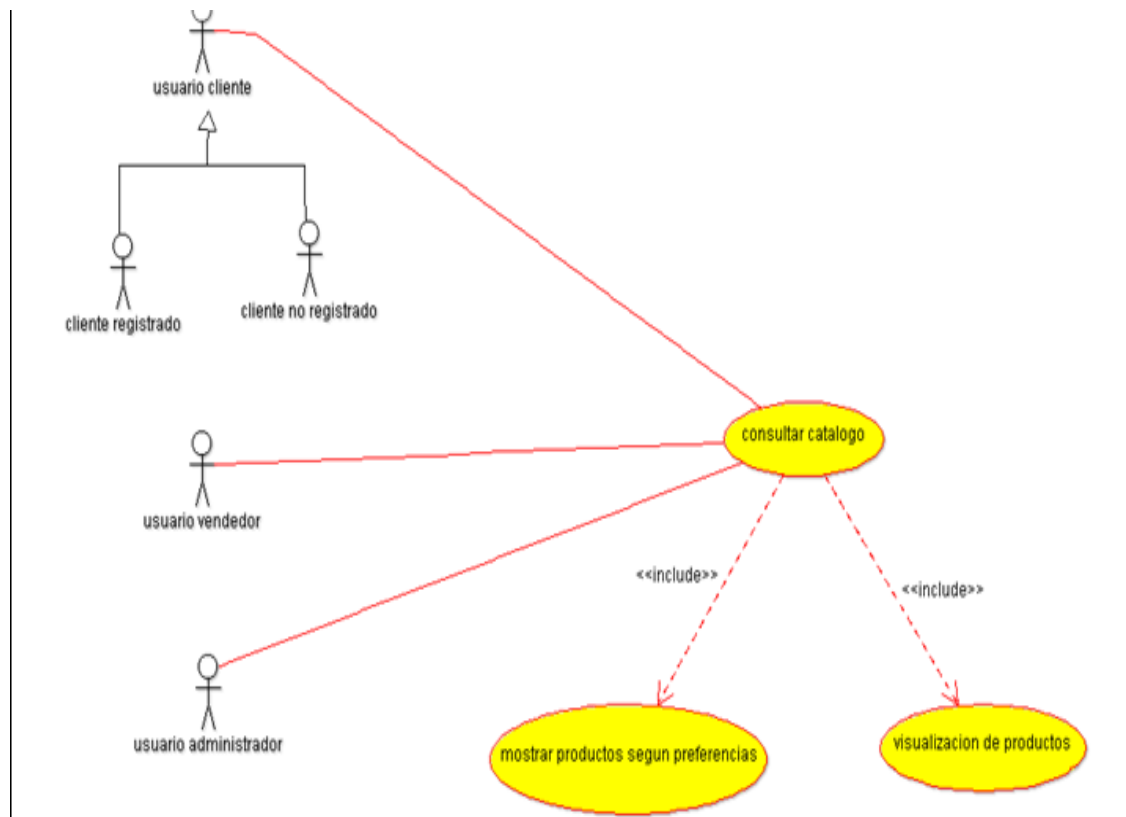 usuario cliente
cliente registrado
cliente no registrado
consultar catalogo
usuario vendedor
<<include>>
<<include>>
usuario administrador
mostrar productos segun preferencias
visualizacion de productos